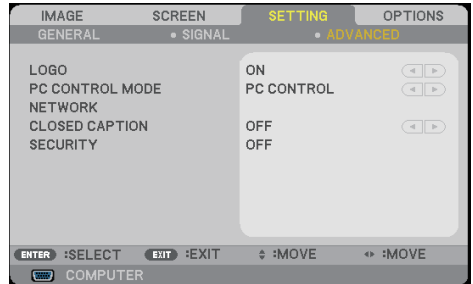 IMAGE SCREEN SETTING OPTIONS
GENERAL • SIGNAL • ADVANCED
LOGO ON
PC CONTROL MODE PC CONTROL
NETWORK
CLOSED CAPTION OFF
SECURITY OFF
ENTER :SELECT EXIT :EXIT :MOVE :MOVE
COMPUTER